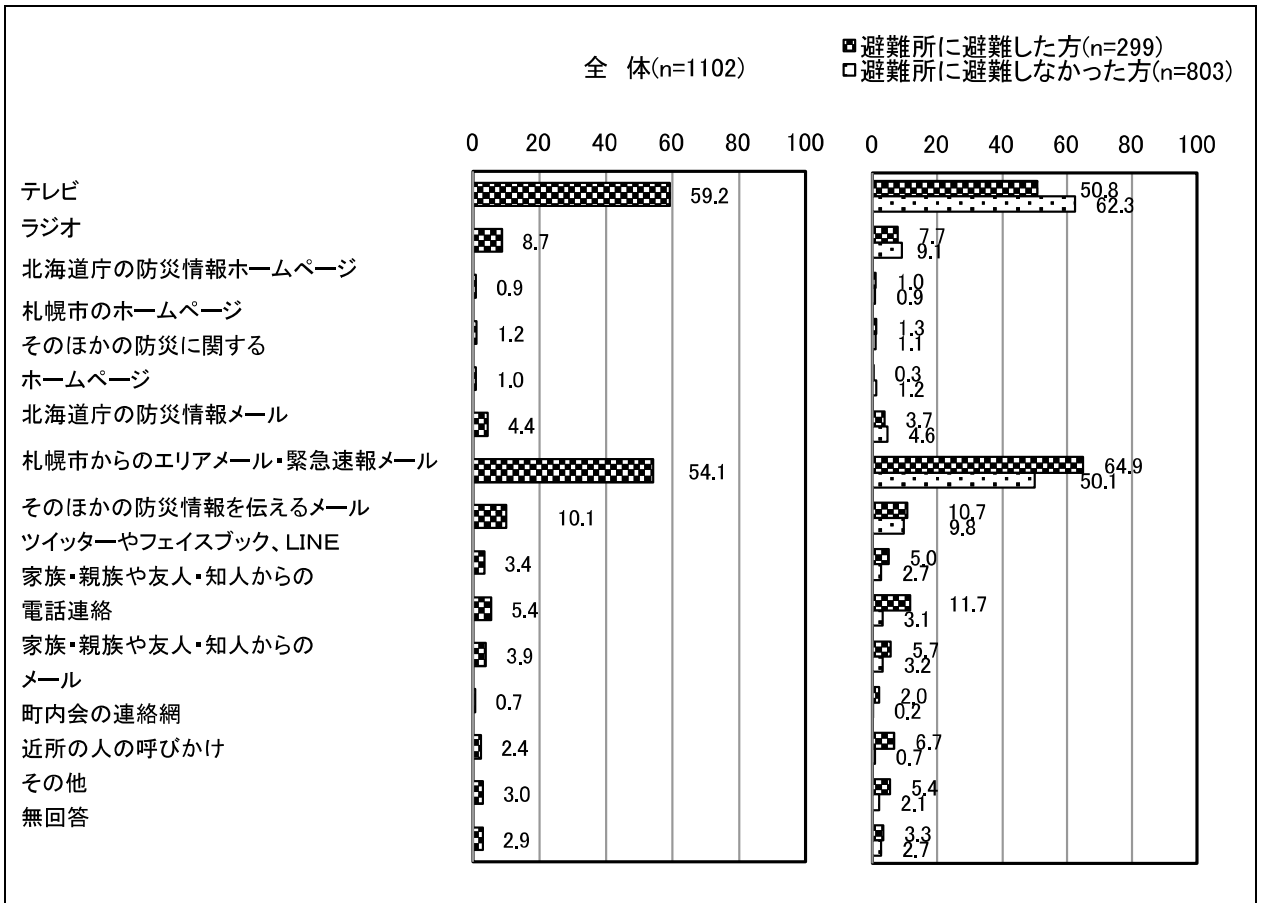 全 体(n=1102)
避難所に避難した方(n=299)
避難所に避難しなかった方(n=803)
0 20 40 60 80 100
0 20 40 60 80 100
テレビ
59.2
50.8
62.3
ラジオ
8.7
7.7
9.1
北海道庁の防災情報ホームページ
0.9
1.0
0.9
札幌市のホームページ
1.2
1.3
1.1
そのほかの防災に関する
ホームページ
1.0
0.3
1.2
北海道庁の防災情報メール
4.4
3.7
4.6
札幌市からのエリアメール・緊急速報メール
54.1
64.9
50.1
そのほかの防災情報を伝えるメール
10.1
10.7
9.8
ツイッターやフェイスブック、LINE
3.4
5.0
2.7
家族・親族や友人・知人からの
電話連絡
5.4
11.7
3.1
家族・親族や友人・知人からの
メール
3.9
5.7
3.2
町内会の連絡網
0.7
2.0
0.2
近所の人の呼びかけ
2.4
6.7
0.7
その他
3.0
5.4
2.1
無回答
2.9
3.3
2.7